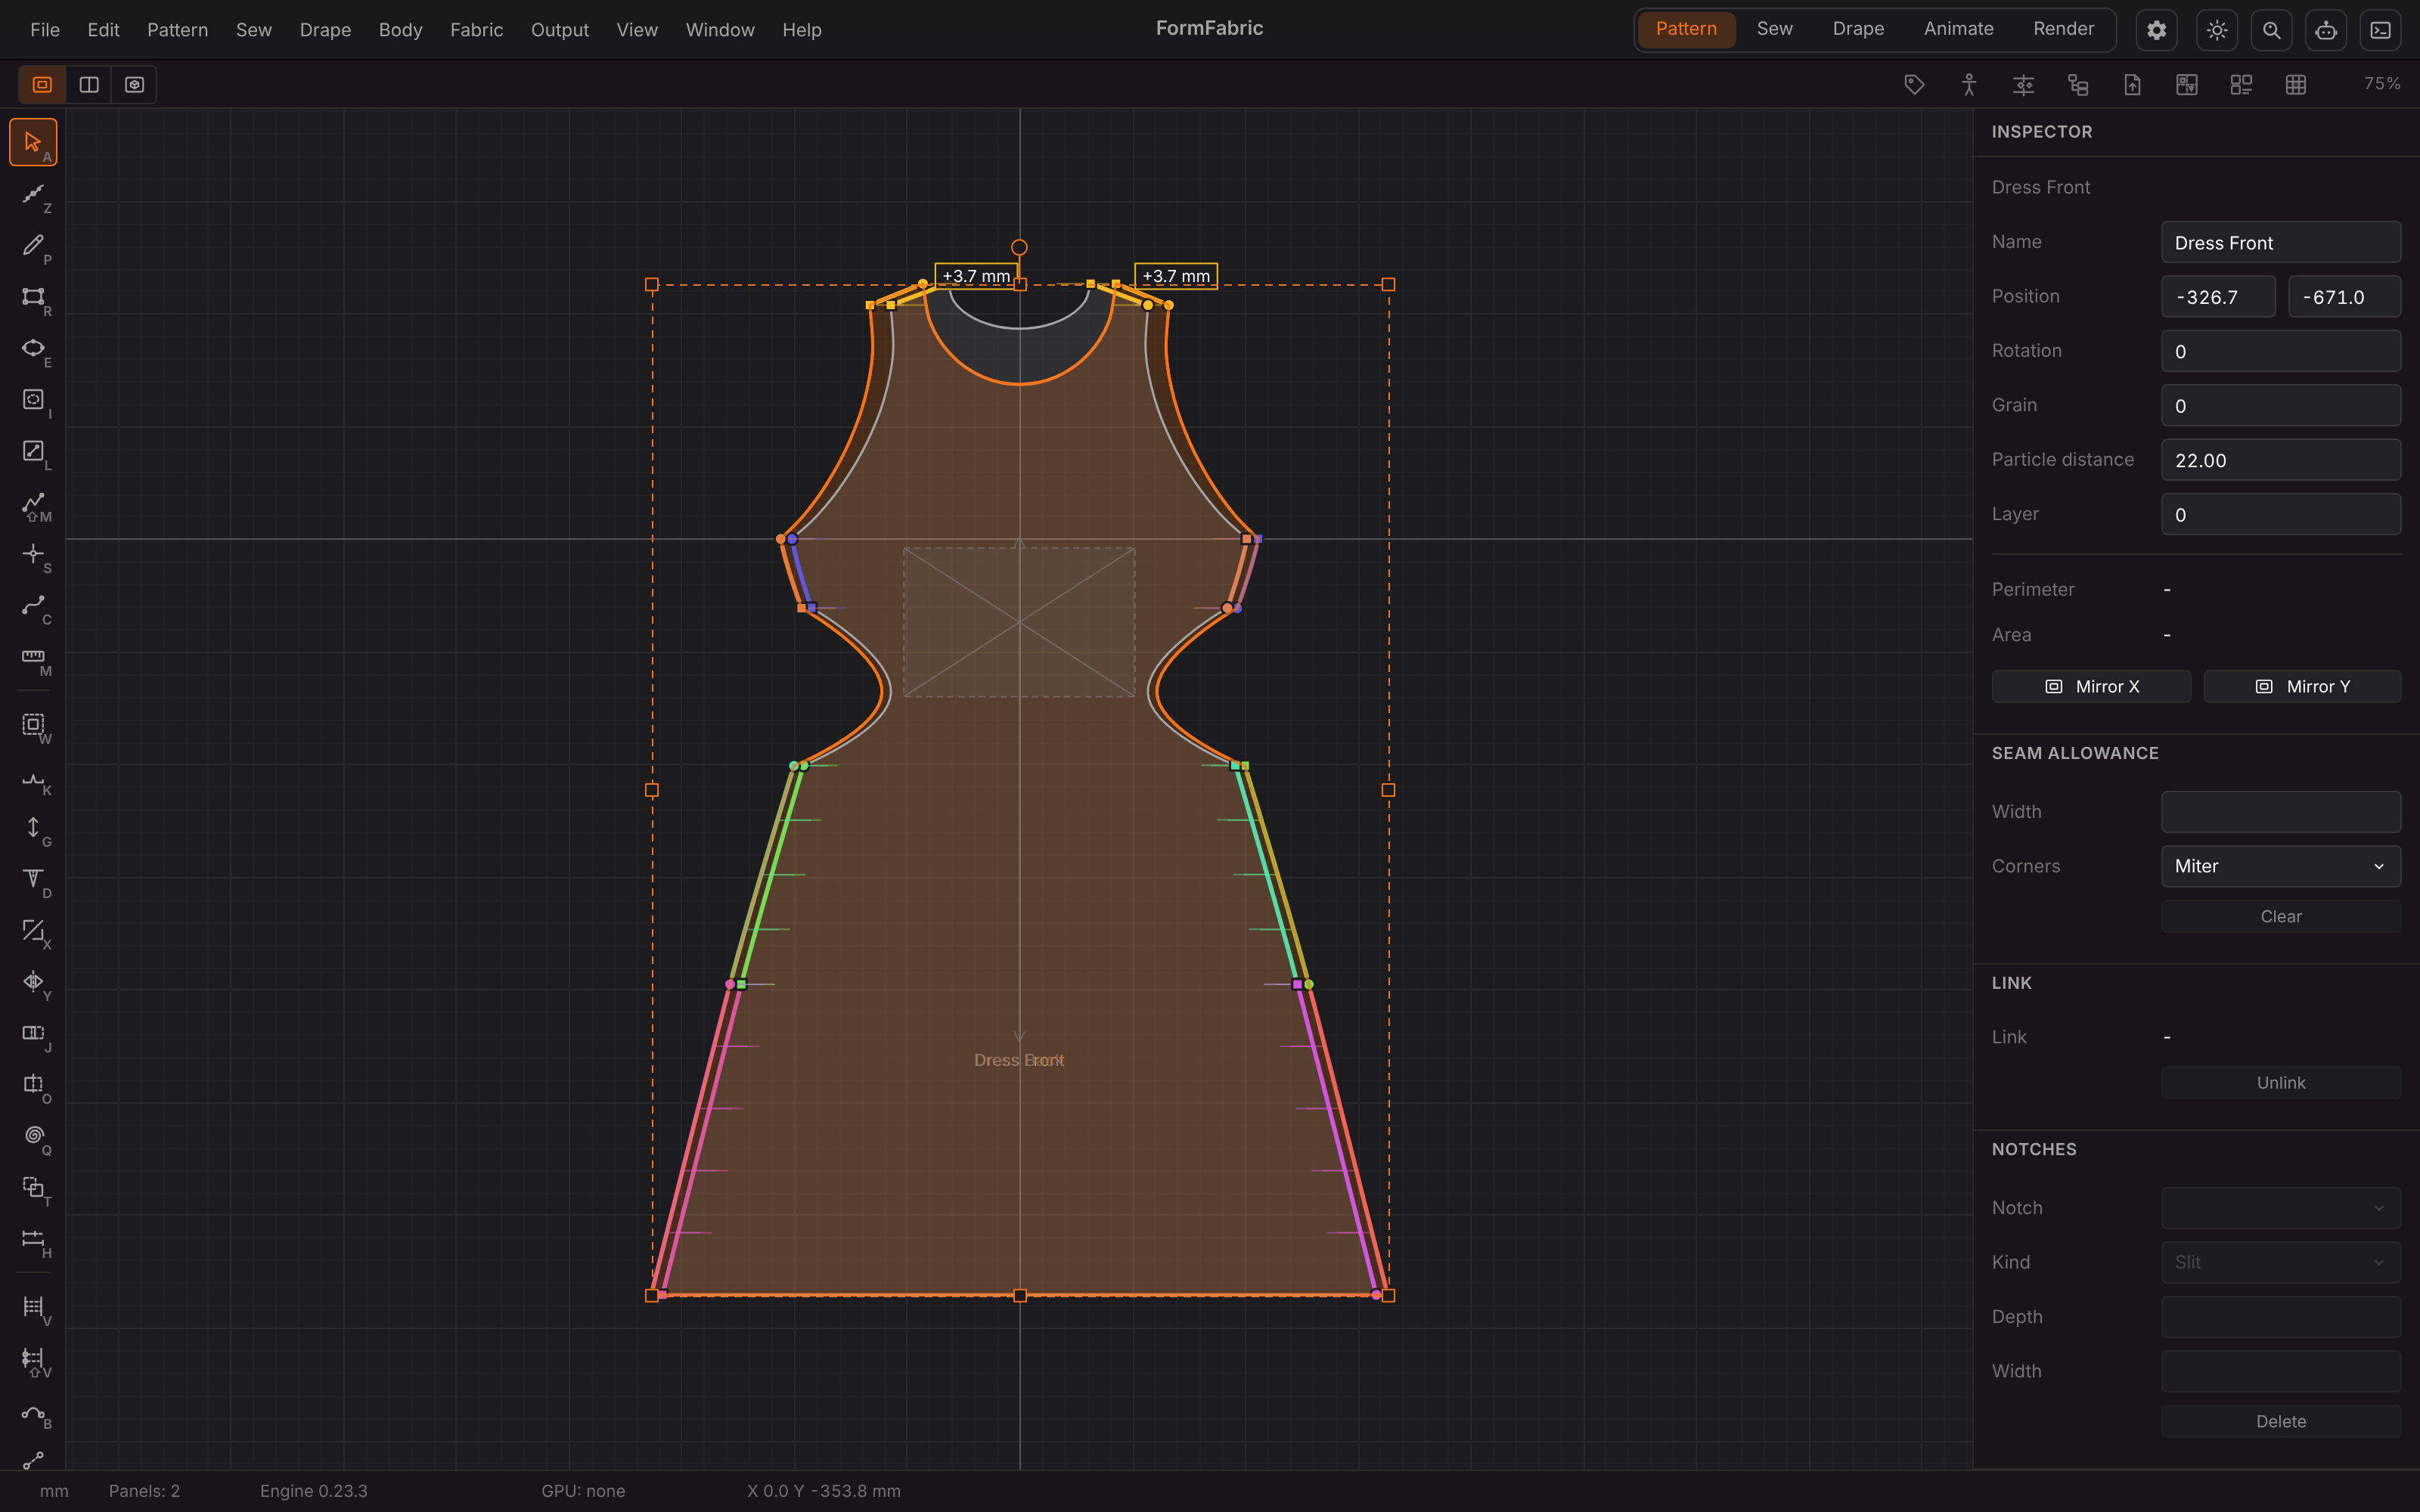 File Edit Pattern Sew Drape Body Fabric Output View Window Help
FormFabric
Pattern Sew Drape Animate Render
75%
A
Z
P
R
E
I
L
⇧M
S
C
M
W
K
G
D
X
Y
J
O
Q
T
H
V
⇧V
B
+3.7 mm
+3.7 mm
Dress Front
INSPECTOR
Dress Front
Name Dress Front
Position -326.7 -671.0
Rotation 0
Grain 0
Particle distance 22.00
Layer 0
Perimeter -
Area -
Mirror X Mirror Y
SEAM ALLOWANCE
Width
Corners Miter
Clear
LINK
Link -
Unlink
NOTCHES
Notch
Kind Slit
Depth
Width
Delete
mm Panels: 2 Engine 0.23.3 GPU: none X 0.0 Y -353.8 mm